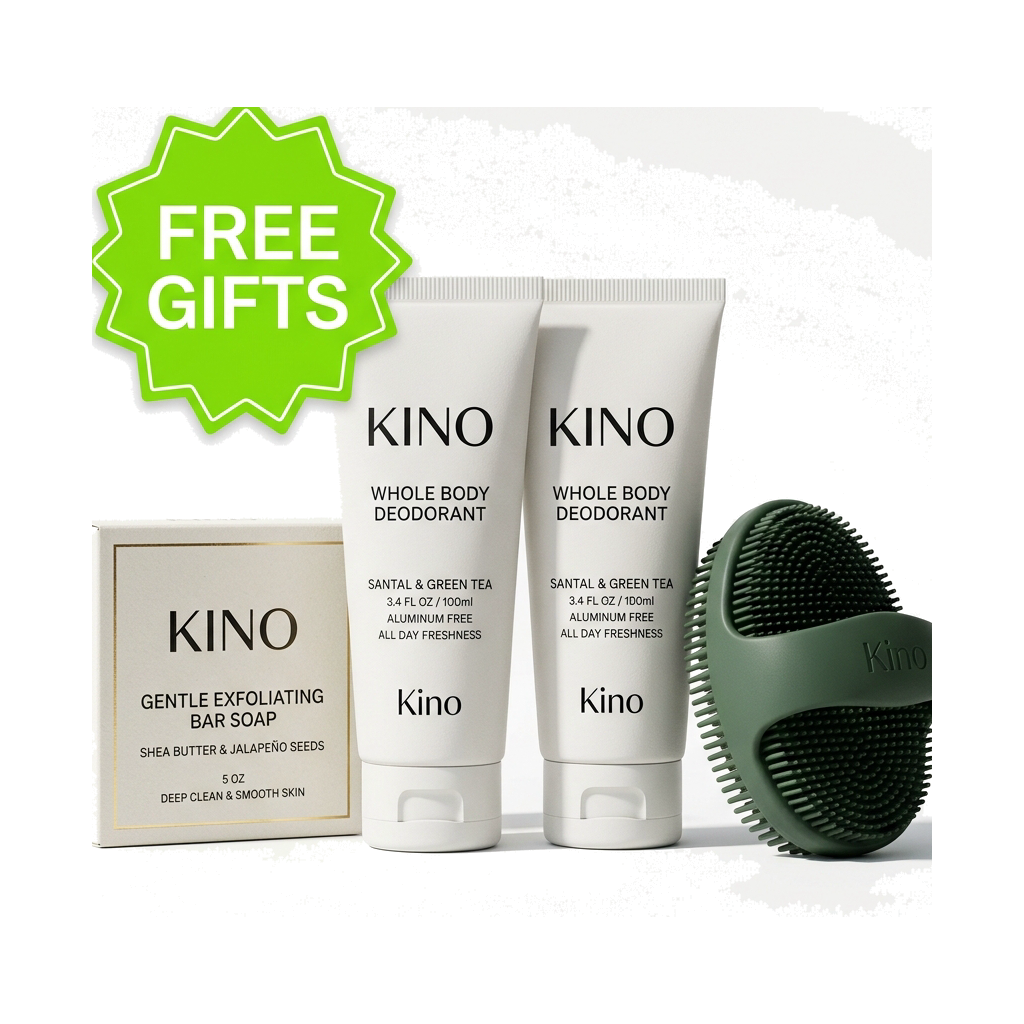 FREE
GIFTS
KINO
WHOLE BODY
DEODORANT
SANTAL & GREEN TEA
3.4 FL OZ / 100ml
ALUMINUM FREE
ALL DAY FRESHNESS
Kino
KINO
WHOLE BODY
DEODORANT
SANTAL & GREEN TEA
3.4 FL OZ / 100ml
ALUMINUM FREE
ALL DAY FRESHNESS
Kino
KINO
GENTLE EXFOLIATING
BAR SOAP
SHEA BUTTER & JALAPEÑO SEEDS
5 OZ
DEEP CLEAN & SMOOTH SKIN
Kino